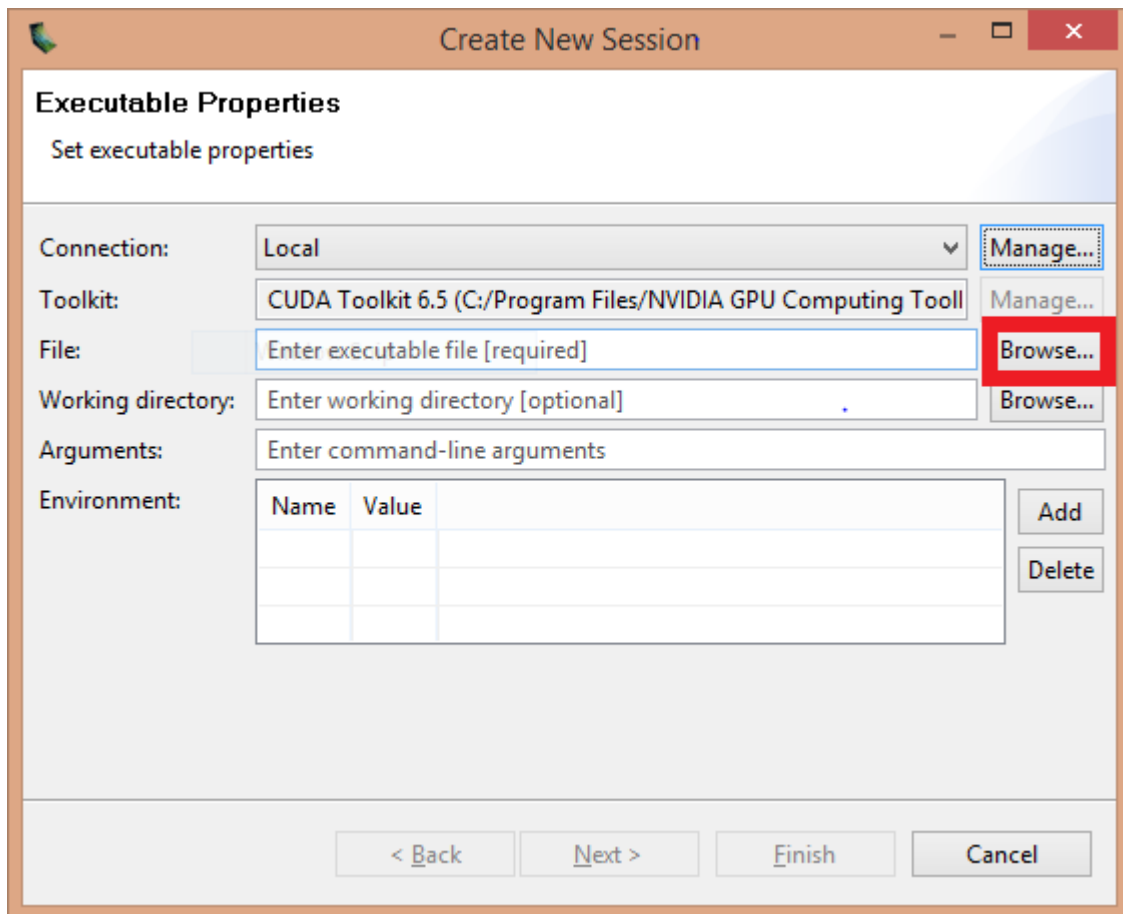 Create New Session
Executable Properties
Set executable properties
Connection: Local Manage...
Toolkit: CUDA Toolkit 6.5 (C:/Program Files/NVIDIA GPU Computing Tooll Manage...
File: Enter executable file [required] Browse...
Working directory: Enter working directory [optional] Browse...
Arguments: Enter command-line arguments
Environment: Name Value
Add
Delete
< Back Next > Finish Cancel